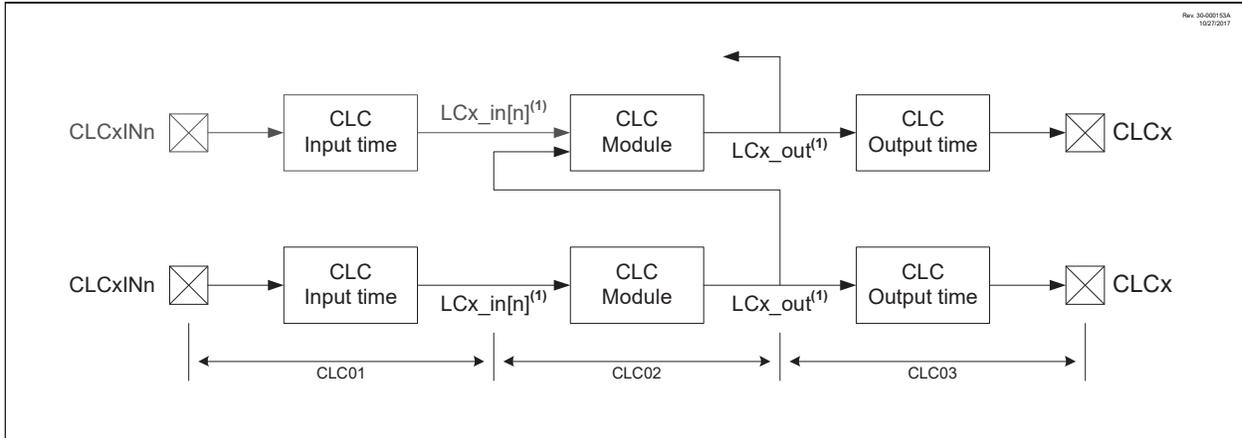 Rev. 30-000153A
10/27/2017
CLCxINn
CLC
Input time
LCx_in[n](1)
CLC
Module
LCx_out(1)
CLC
Output time
CLCx
CLCxINn
CLC
Input time
LCx_in[n](1)
CLC
Module
LCx_out(1)
CLC
Output time
CLCx
CLC01
CLC02
CLC03